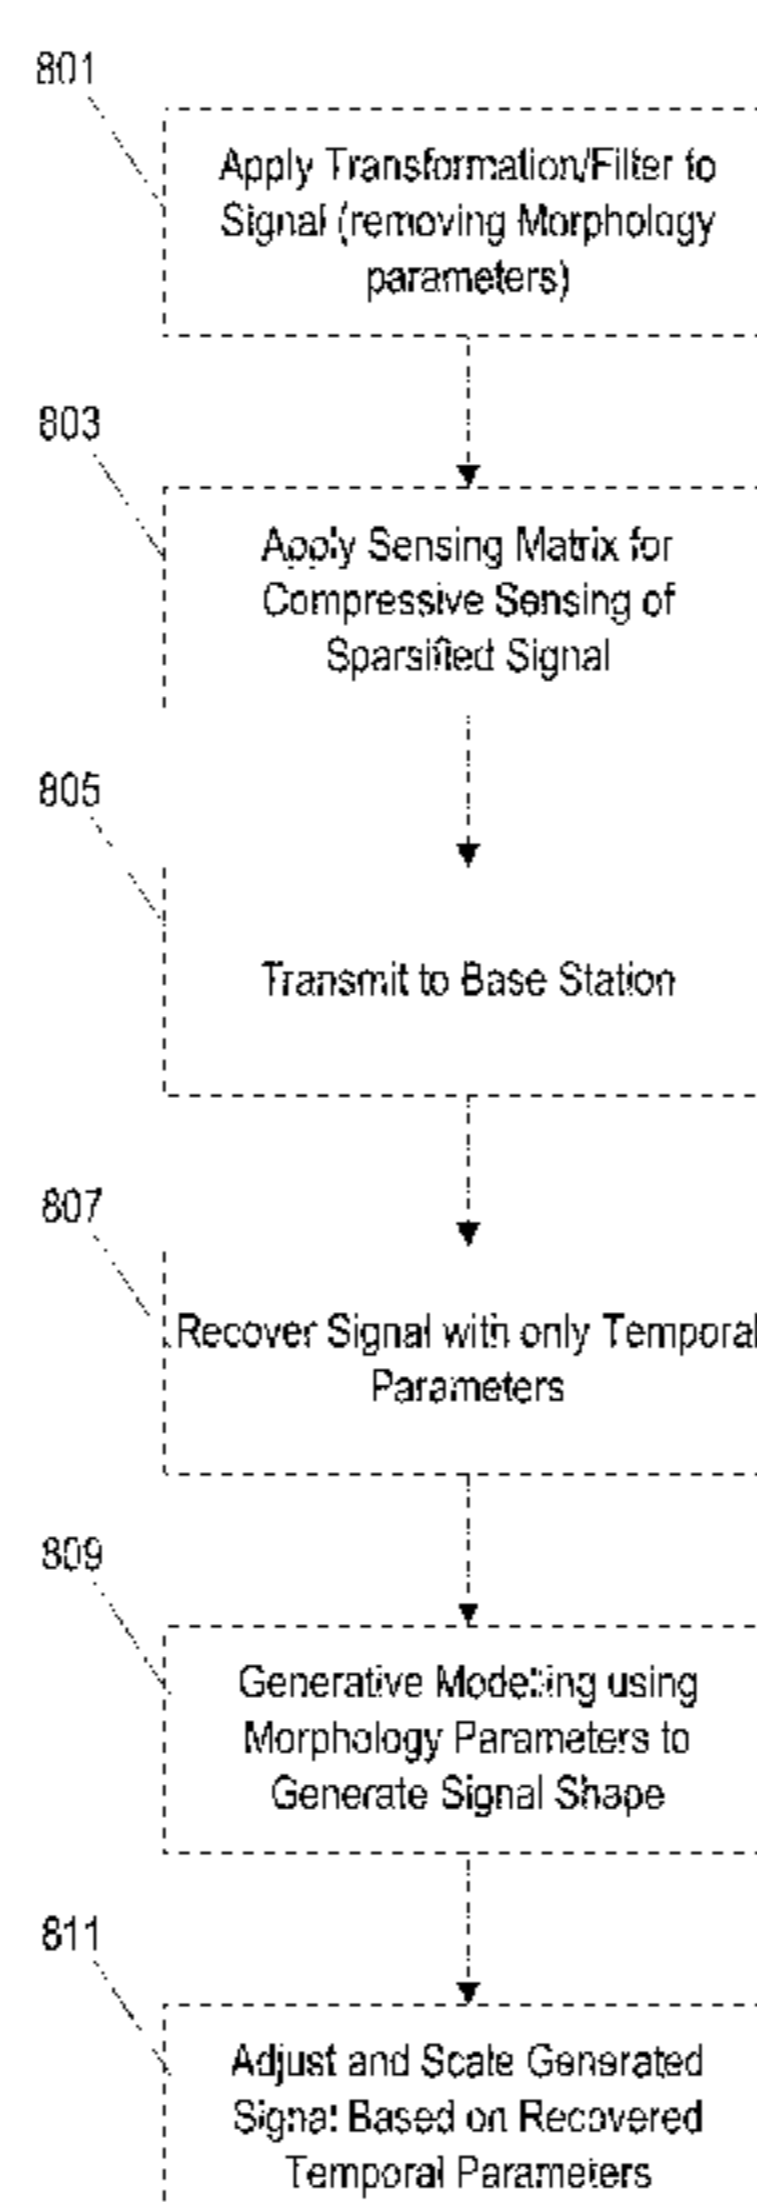 801
Apply Transformation/Filter to
Signal (removing Morphology
parameters)
803
Apply Sensing Matrix for
Compressive Sensing of
Sparsified Signal
805
Transmit to Base Station
807
Recover Signal with only Temporal
Parameters
809
Generative Modeling using
Morphology Parameters to
Generate Signal Shape
811
Adjust and Scale Generated
Signal Based on Recovered
Temporal Parameters